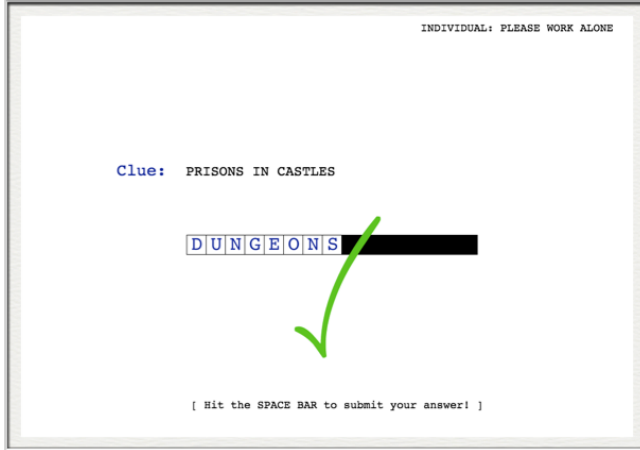 INDIVIDUAL: PLEASE WORK ALONE
Clue: PRISONS IN CASTLES
DUNGEONS
[ Hit the SPACE BAR to submit your answer! ]